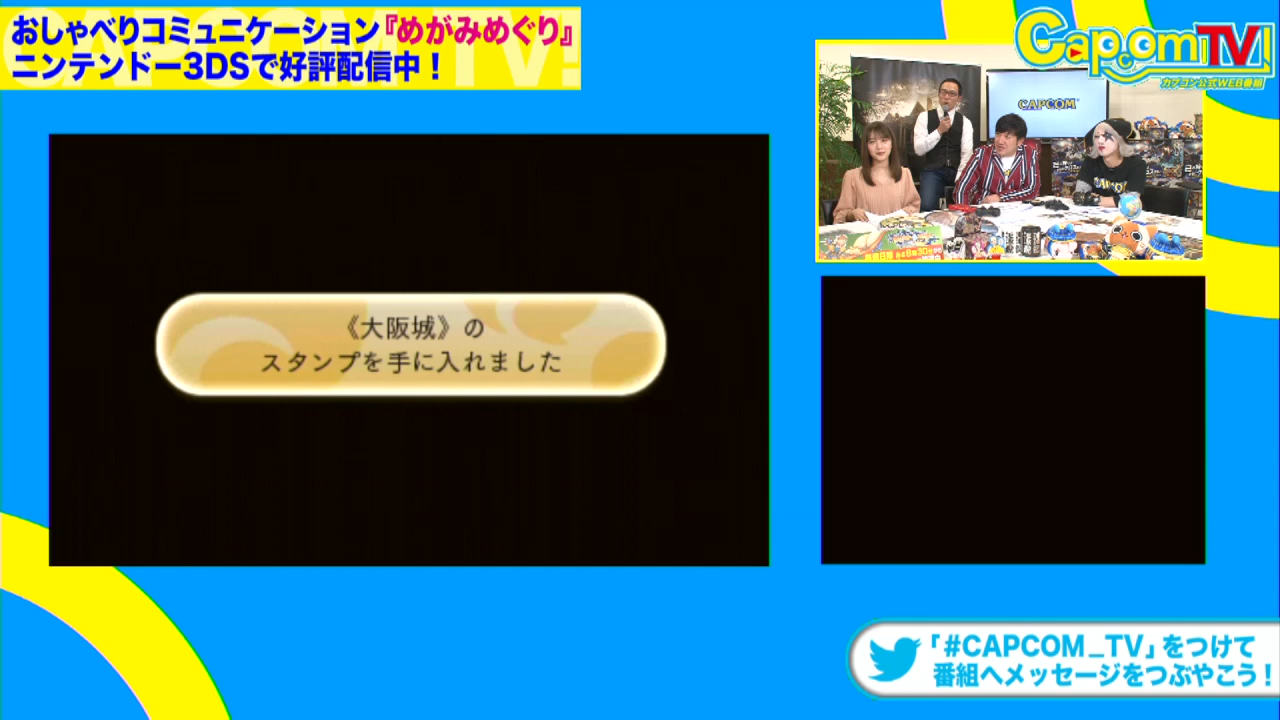 おしゃべりコミュニケーション『めがみめぐり』
ニンテンドー3DSで好評配信中！
CapcomTV!
カプコン公式WEB番組
CAPCOM
《大阪城》の
スタンプを手に入れました
「#CAPCOM_TV」をつけて
番組へメッセージをつぶやこう！